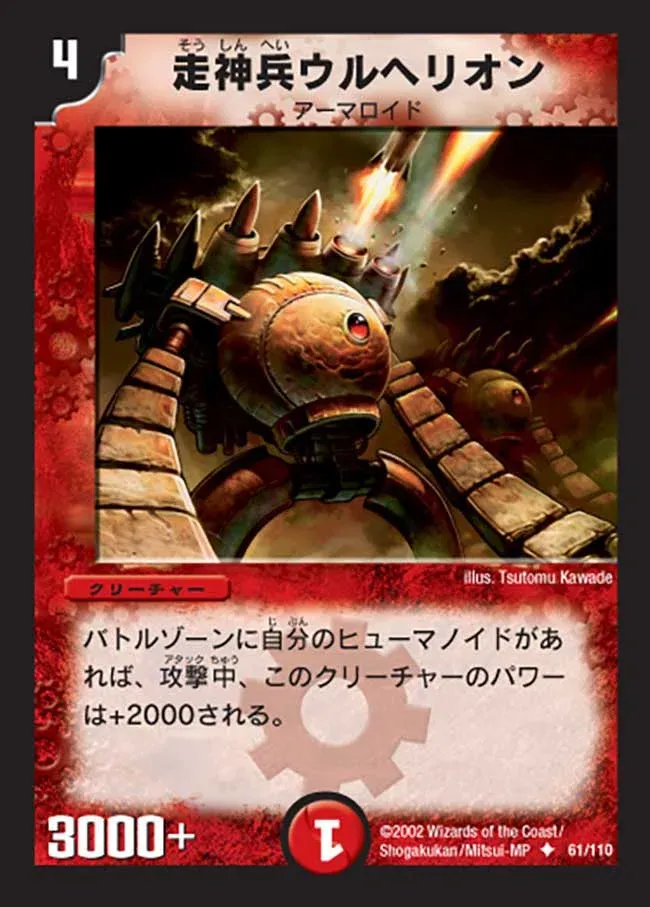 4
そう しん へい
走神兵ウルヘリオン
アーマロイド
illus. Tsutomu Kawade
クリーチャー
じ ぶん
バトルゾーンに自分のヒューマノイドがあ
アタック ちゅう
れば、攻撃中、このクリーチャーのパワー
は+2000される。
3000+
1
©2002 Wizards of the Coast/
Shogakukan/Mitsui-MP ✦ 61/110